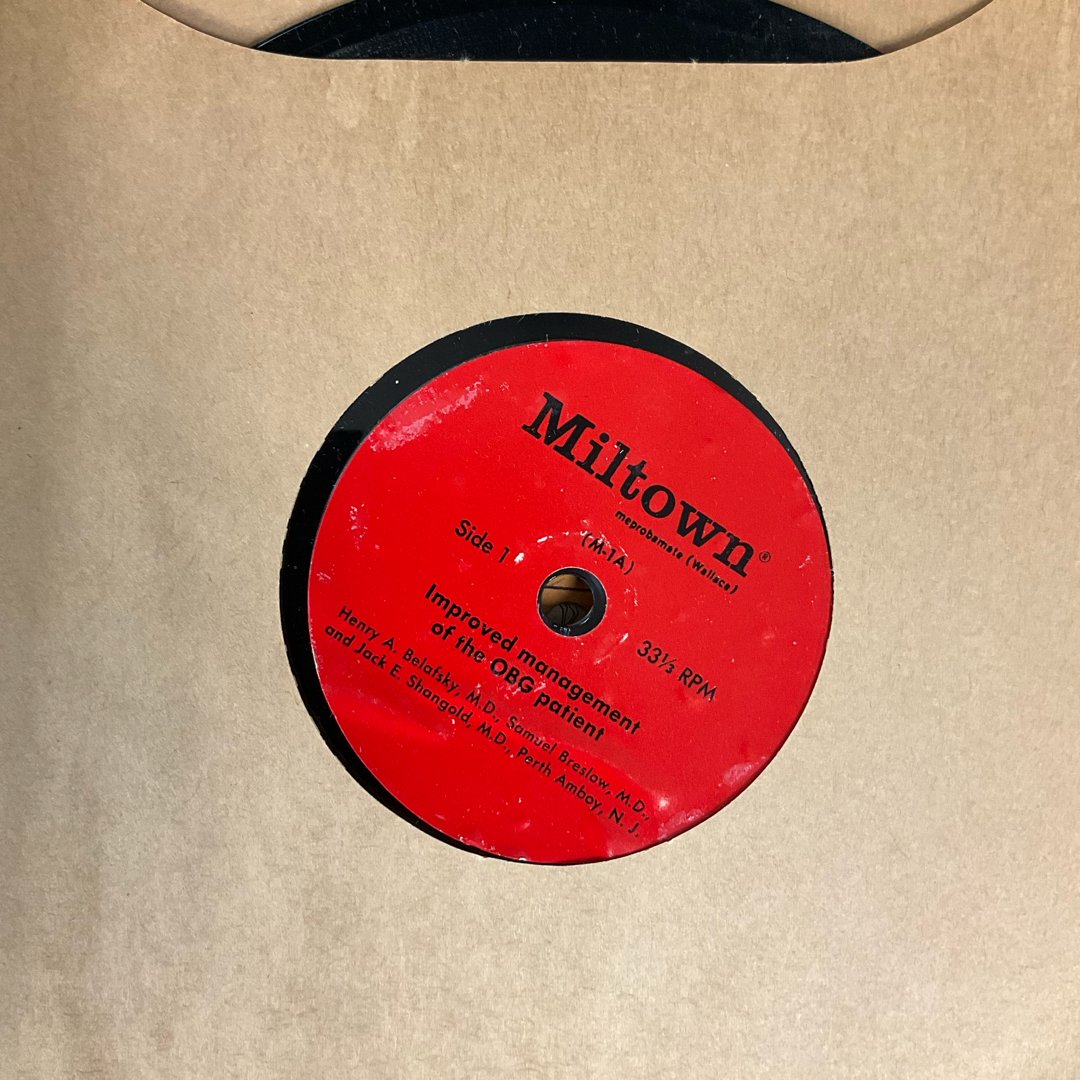 Miltown®
meprobamate (Wallace)
(M-1A)
Side 1
33⅓ RPM
Improved management
of the OBG patient
Henry A. Belafsky, M.D., Samuel Breslow, M.D.,
and Jack E. Shangold, M.D., Perth Amboy, N. J.